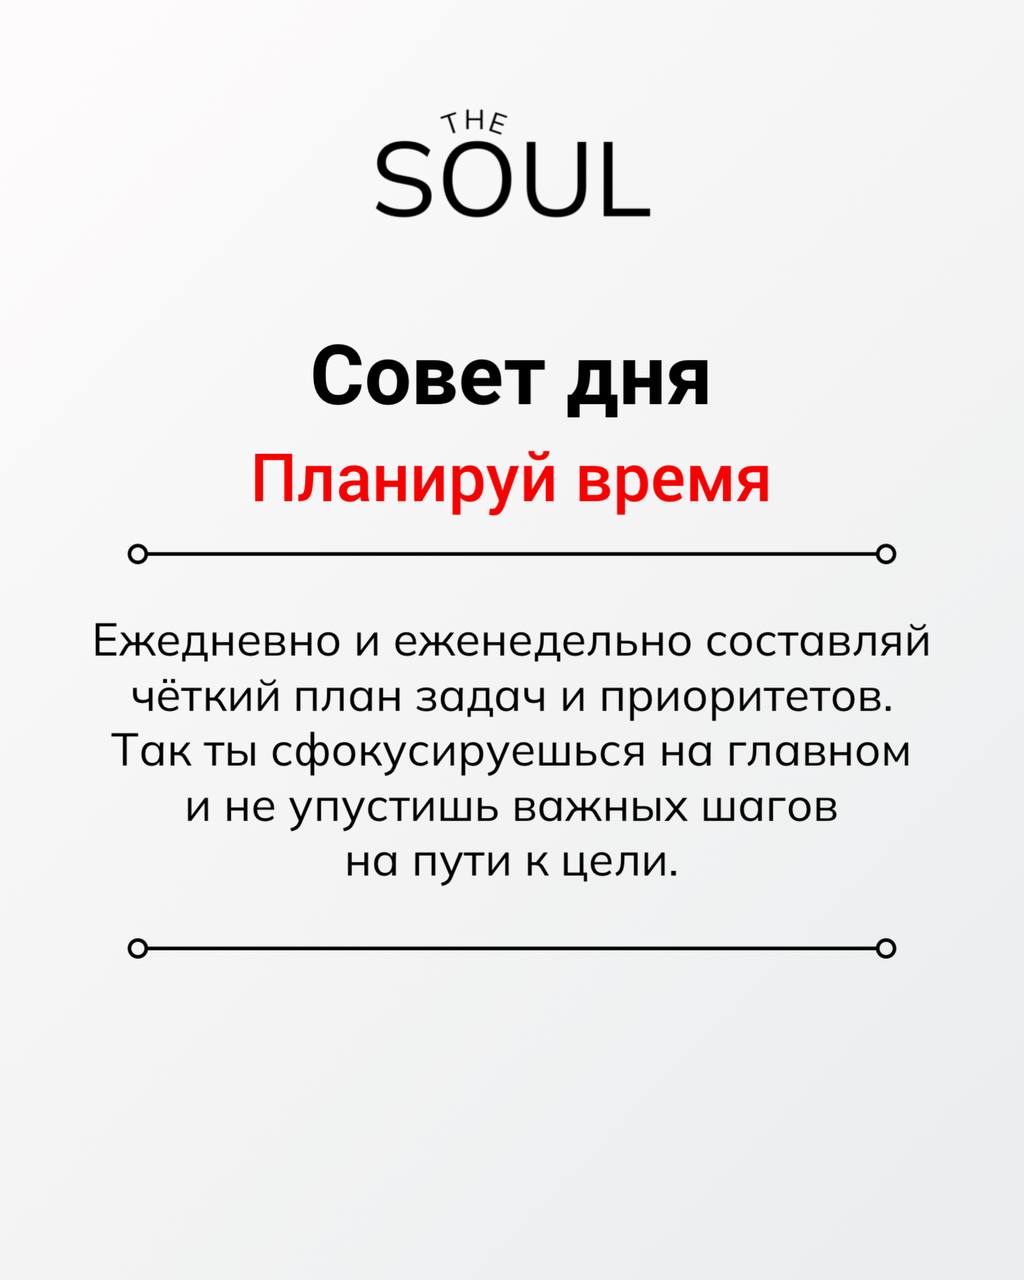 THE
SOUL
Совет дня
Планируй время
Ежедневно и еженедельно составляй
чёткий план задач и приоритетов.
Так ты сфокусируешься на главном
и не упустишь важных шагов
на пути к цели.